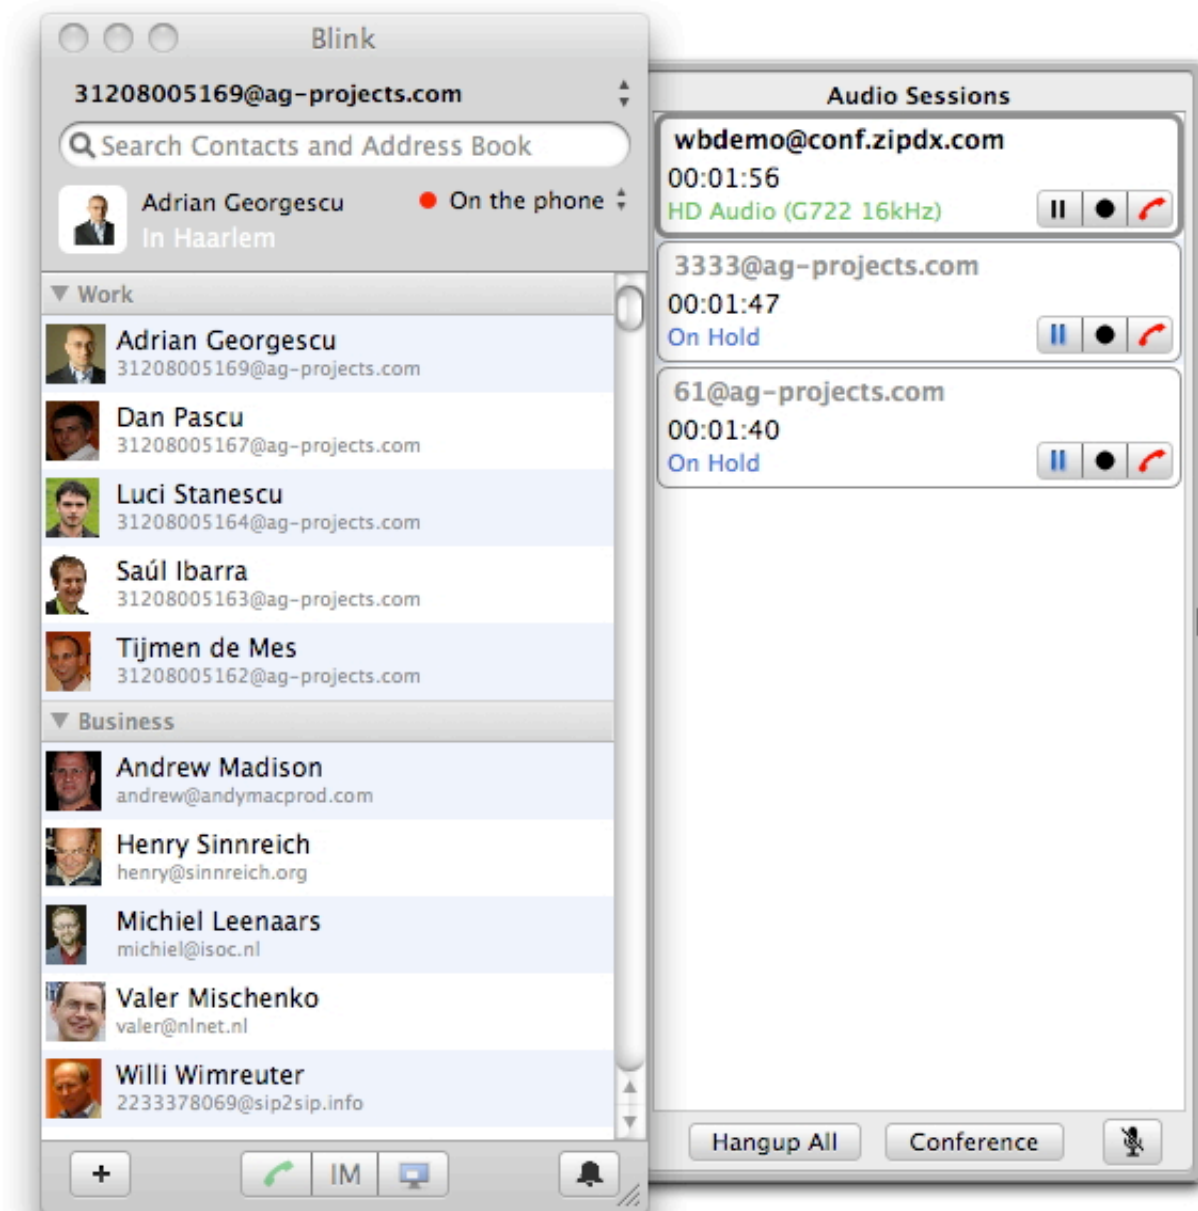 Blink
31208005169@ag-projects.com
Search Contacts and Address Book
Adrian Georgescu
On the phone
In Haarlem
Work
Adrian Georgescu
31208005169@ag-projects.com
Dan Pascu
31208005167@ag-projects.com
Luci Stanescu
31208005164@ag-projects.com
Saúl Ibarra
31208005163@ag-projects.com
Tijmen de Mes
31208005162@ag-projects.com
Business
Andrew Madison
andrew@andymacprod.com
Henry Sinnreich
henry@sinnreich.org
Michiel Leenaars
michiel@isoc.nl
Valer Mischenko
valer@nlnet.nl
Willi Wimreuter
2233378069@sip2sip.info
IM
Audio Sessions
wbdemo@conf.zipdx.com
00:01:56
HD Audio (G722 16kHz)
3333@ag-projects.com
00:01:47
On Hold
61@ag-projects.com
00:01:40
On Hold
Hangup All
Conference